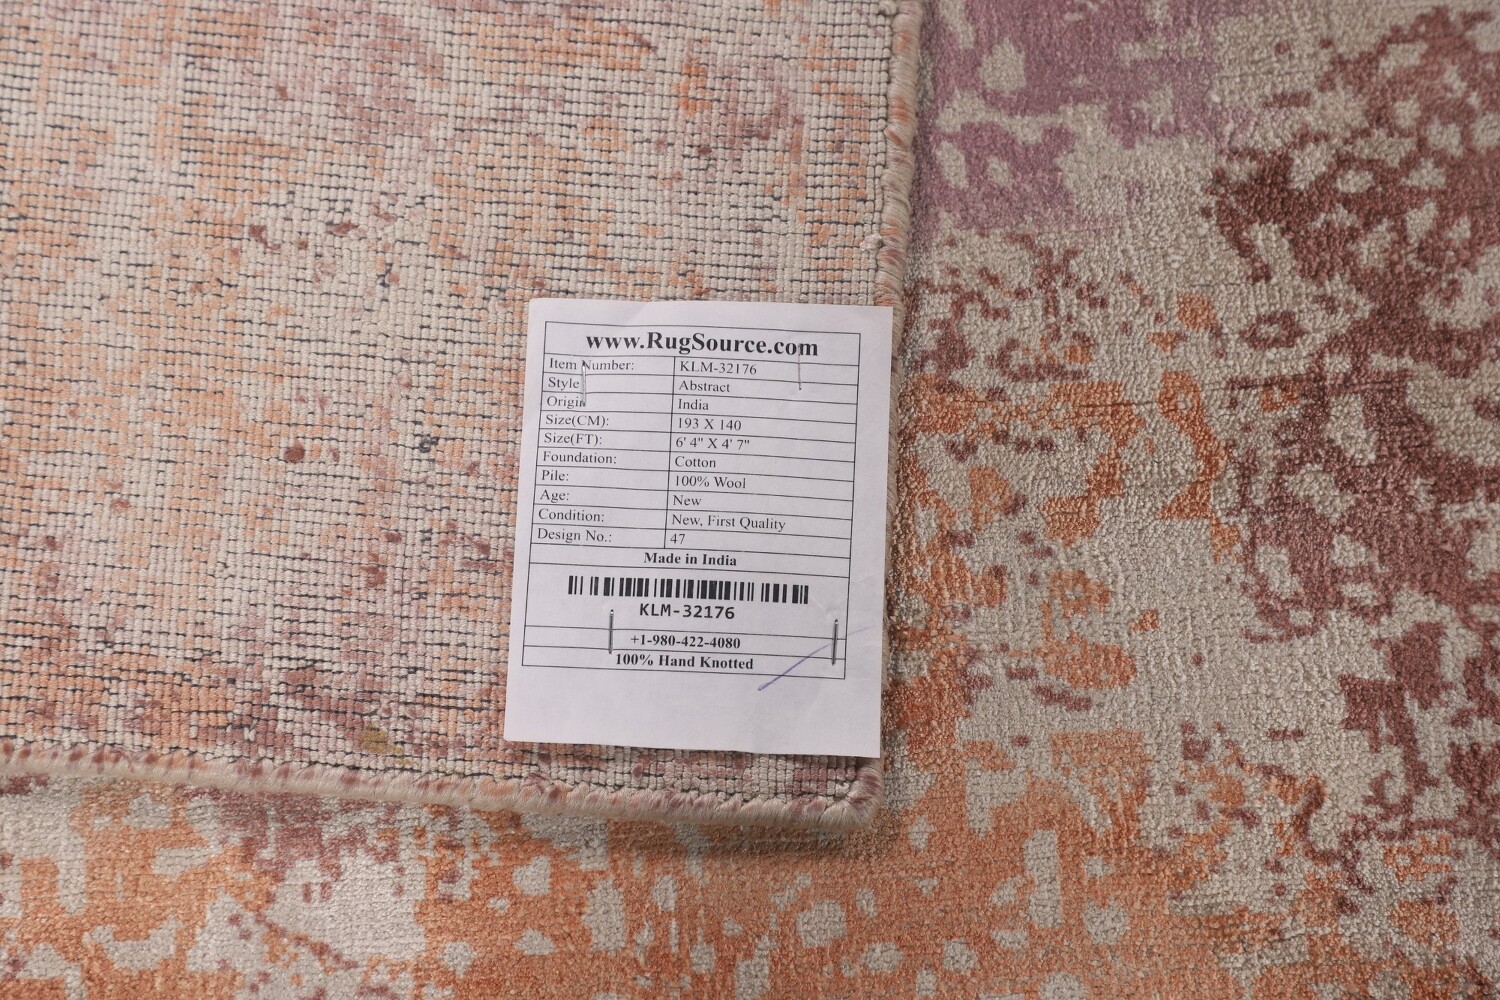 www.RugSource.com
Item Number: KLM-32176
Style Abstract
Origin India
Size(CM): 193 X 140
Size(FT): 6' 4" X 4' 7"
Foundation: Cotton
Pile: 100% Wool
Age: New
Condition: New, First Quality
Design No.: 47
Made in India
KLM-32176
+1-980-422-4080
100% Hand Knotted